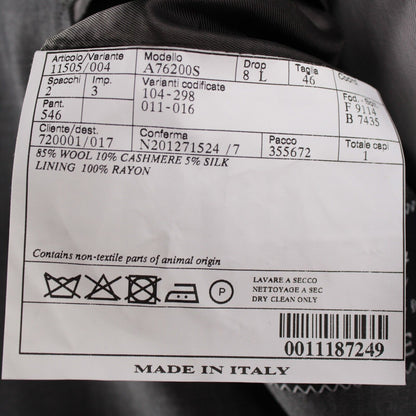 Articolo/Variante Modello Drop Taglia
11505/004 A76200S 8 L 46
Spacchi Imp. Varianti codificate
2 3 104-298 F 9114
Pant. 011-016 B 7435
546
Cliente/dest. Conferma Pacco Totale capi
720001/017 N201271524 /7 355672 1
85% WOOL 10% CASHMERE 5% SILK
LINING 100% RAYON
Contains non-textile parts of animal origin
P
LAVARE A SECCO
NETTOYAGE A SEC
DRY CLEAN ONLY
0011187249
MADE IN ITALY